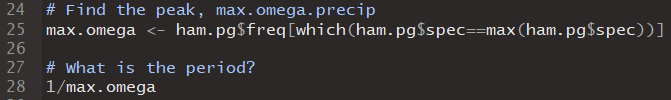 24 # Find the peak, max.omega.precip
25 max.omega <- ham.pg$freq[which(ham.pg$spec==max(ham.pg$spec))]
26
27 # What is the period?
28 1/max.omega